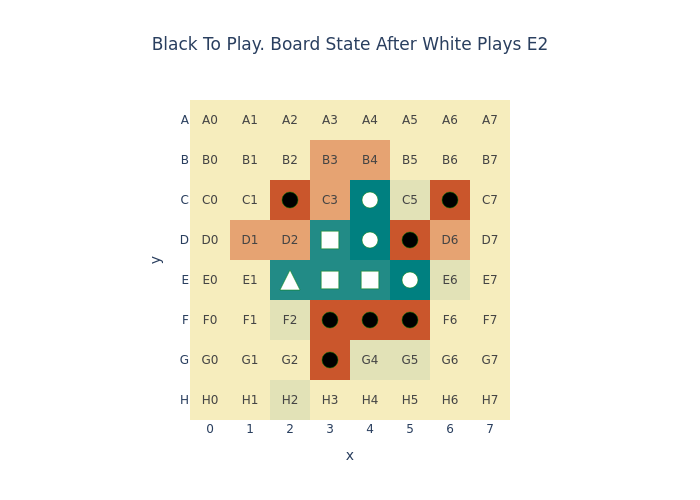 Black To Play. Board State After White Plays E2
A A0 A1 A2 A3 A4 A5 A6 A7
B B0 B1 B2 B3 B4 B5 B6 B7
C C0 C1 C3 C5 C7
D D0 D1 D2 D6 D7
y
E E0 E1 E6 E7
F F0 F1 F2 F6 F7
G G0 G1 G2 G4 G5 G6 G7
H H0 H1 H2 H3 H4 H5 H6 H7
0 1 2 3 4 5 6 7
x